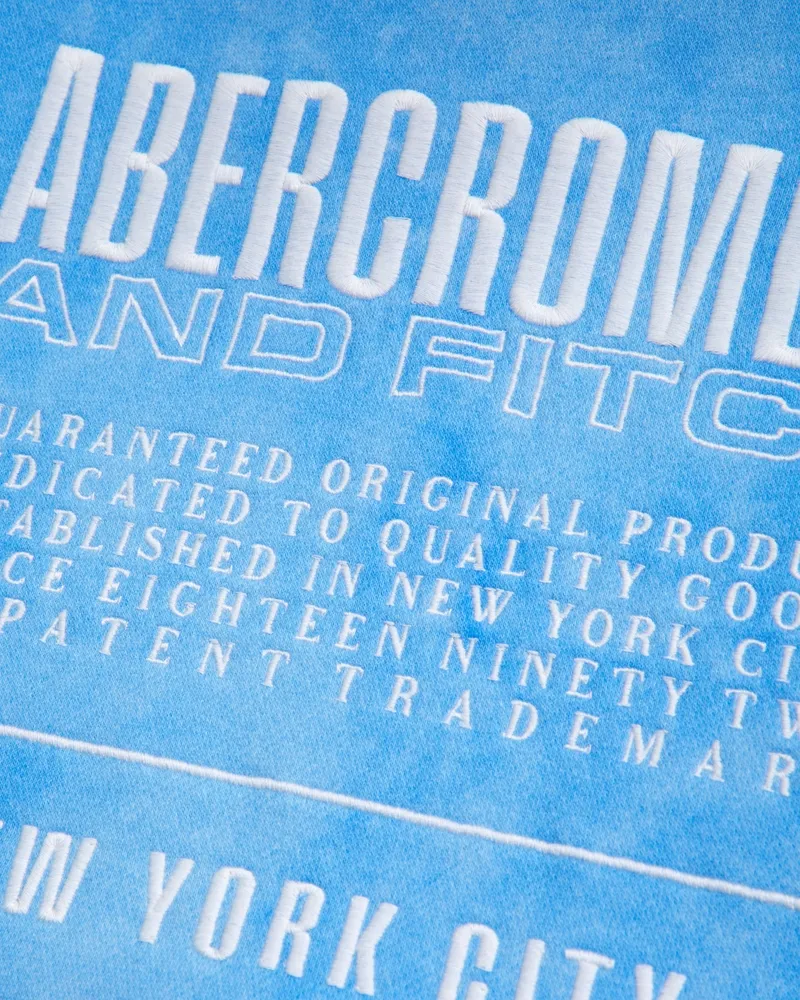 ABERCROM
AND FITC
UARANTEED ORIGINAL PRODU
DICATED TO QUALITY GOO
TABLISHED IN NEW YORK CI
CE EIGHTEEN NINETY TW
PATENT TRADEMAR
EW YORK CITY